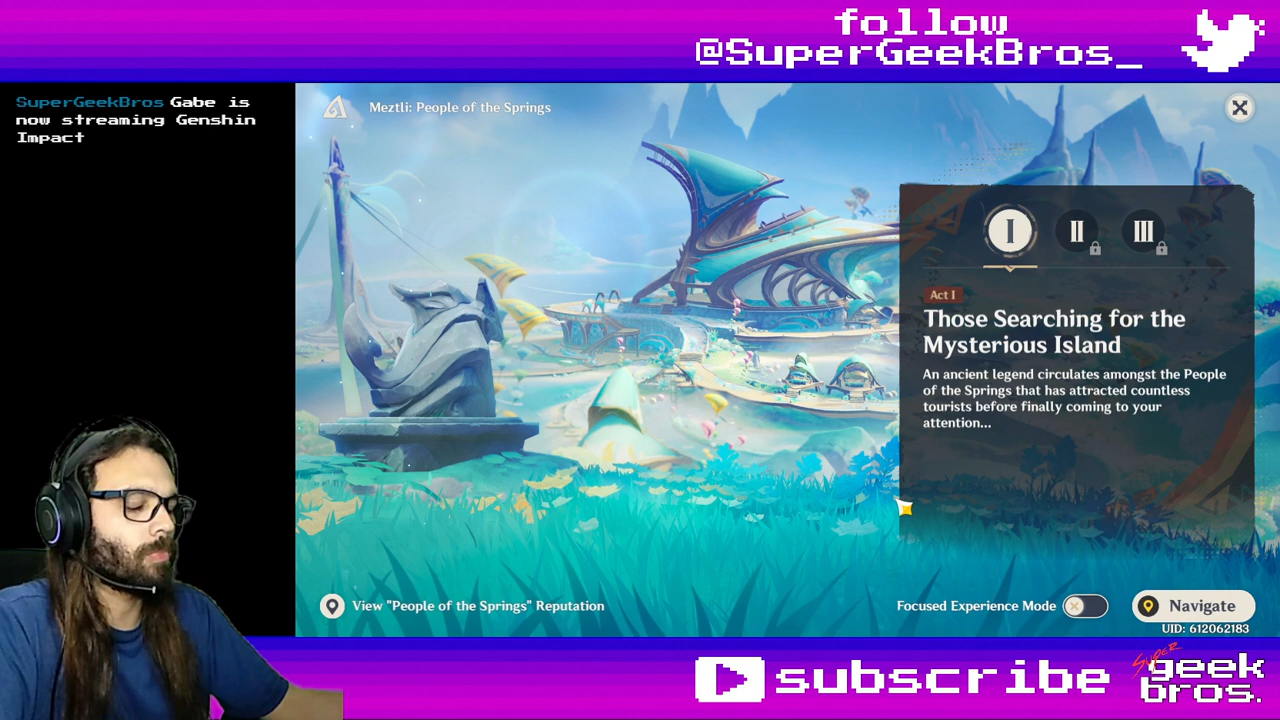 follow
@SuperGeekBros_
SuperGeekBros Gabe is
now streaming Genshin
Impact
Meztli: People of the Springs
I II III
Act I
Those Searching for the
Mysterious Island
An ancient legend circulates amongst the People
of the Springs that has attracted countless
tourists before finally coming to your
attention...
View "People of the Springs" Reputation
Focused Experience Mode
Navigate
UID: 612062183
subscribe
SUPER
geek
bros.